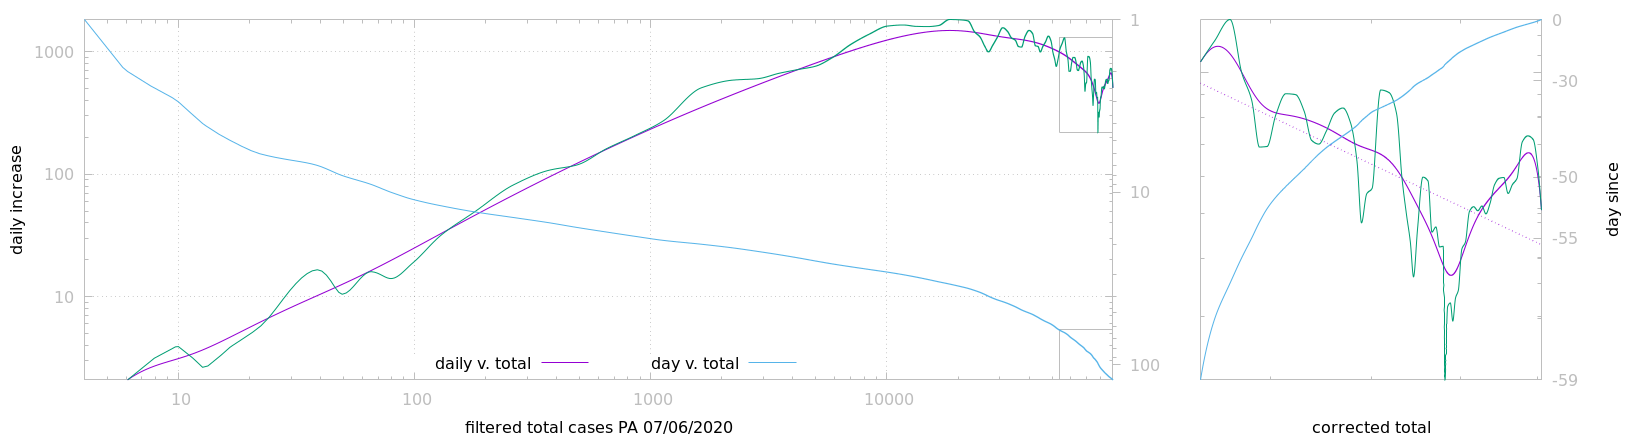 daily increase
1000
100
10
10
100
1000
10000
1
10
100
daily v. total
day v. total
filtered total cases PA 07/06/2020
0
-30
-50
-55
-59
day since
corrected total